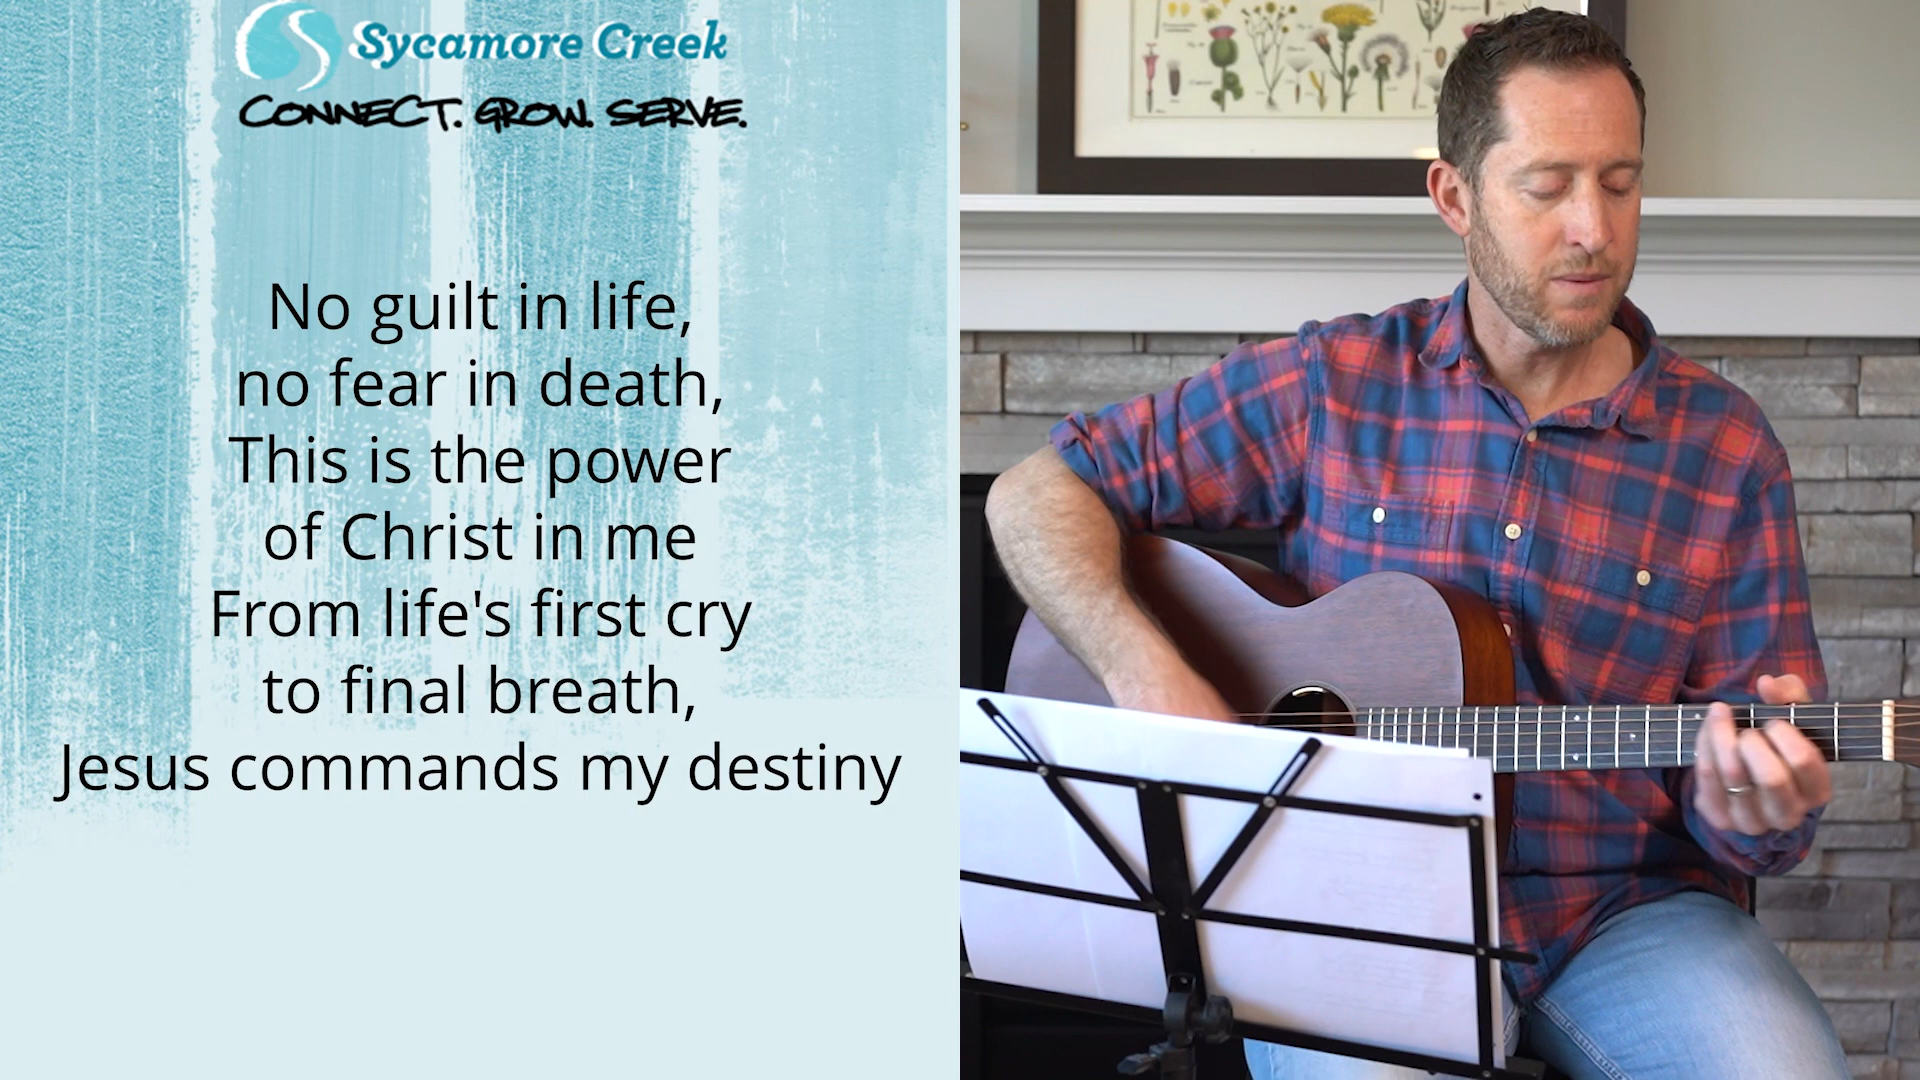 Sycamore Creek
CONNECT. GROW. SERVE.
No guilt in life,
no fear in death,
This is the power
of Christ in me
From life's first cry
to final breath,
Jesus commands my destiny